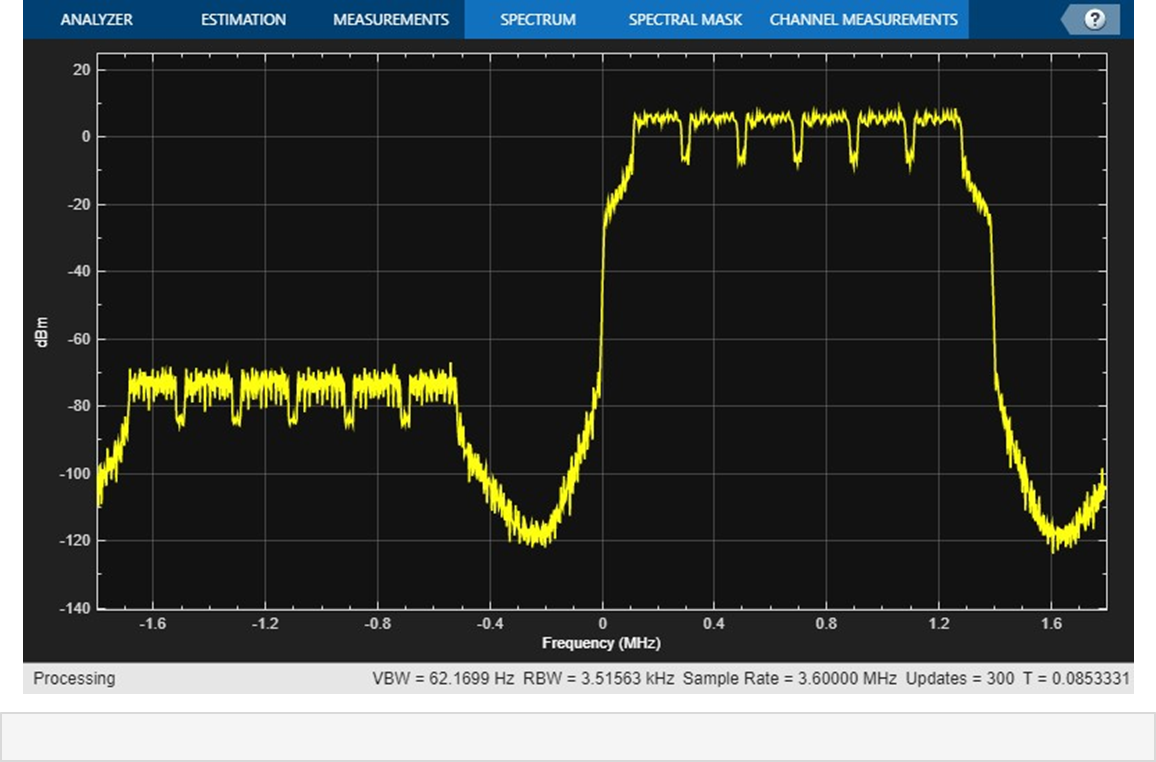 ANALYZER ESTIMATION MEASUREMENTS SPECTRUM SPECTRAL MASK CHANNEL MEASUREMENTS ?
20
0
-20
-40
-60
-80
-100
-120
-140
dBm
-1.6 -1.2 -0.8 -0.4 0 0.4 0.8 1.2 1.6
Frequency (MHz)
Processing VBW = 62.1699 Hz RBW = 3.51563 kHz Sample Rate = 3.60000 MHz Updates = 300 T = 0.0853331